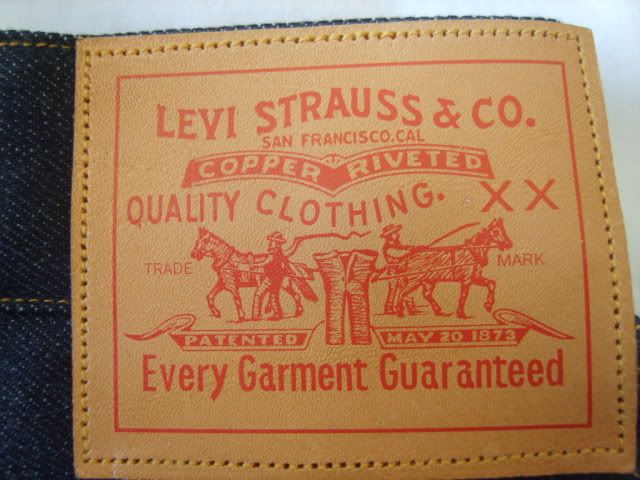 LEVI STRAUSS & CO.
SAN FRANCISCO.CAL
COPPER RIVETED
QUALITY CLOTHING. XX
TRADE MARK
PATENTED MAY 20 1873
Every Garment Guaranteed